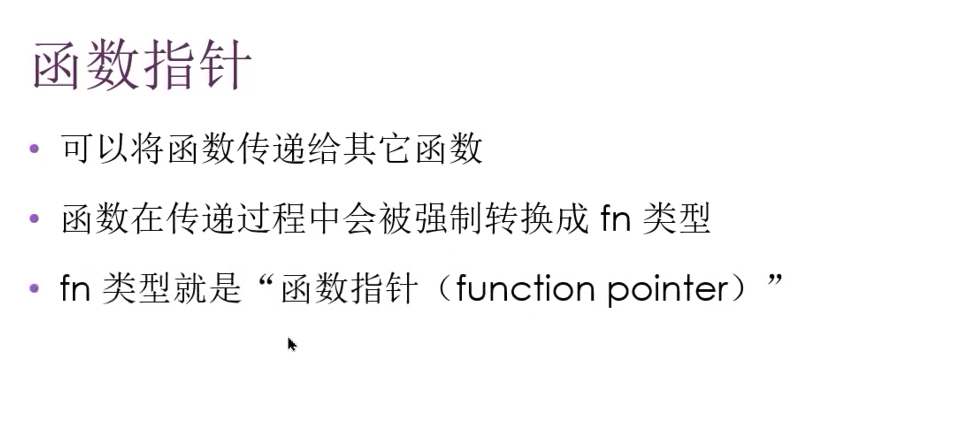 函数指针
• 可以将函数传递给其它函数
• 函数在传递过程中会被强制转换成 fn 类型
• fn 类型就是“函数指针（function pointer）”